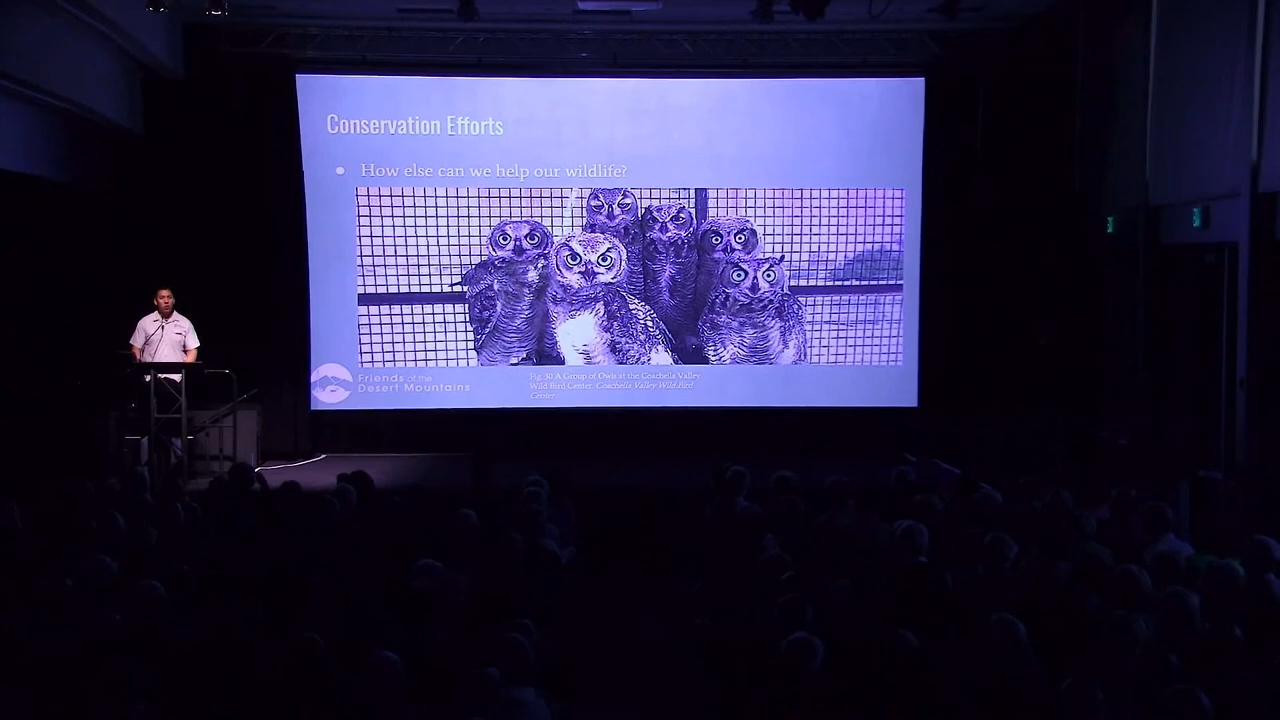 Conservation Efforts
• How else can we help our wildlife?
Friends of the
Desert Mountains
Fig. 30 A Group of Owls at the Coachella Valley
Wild Bird Center. Coachella Valley Wild Bird
Center